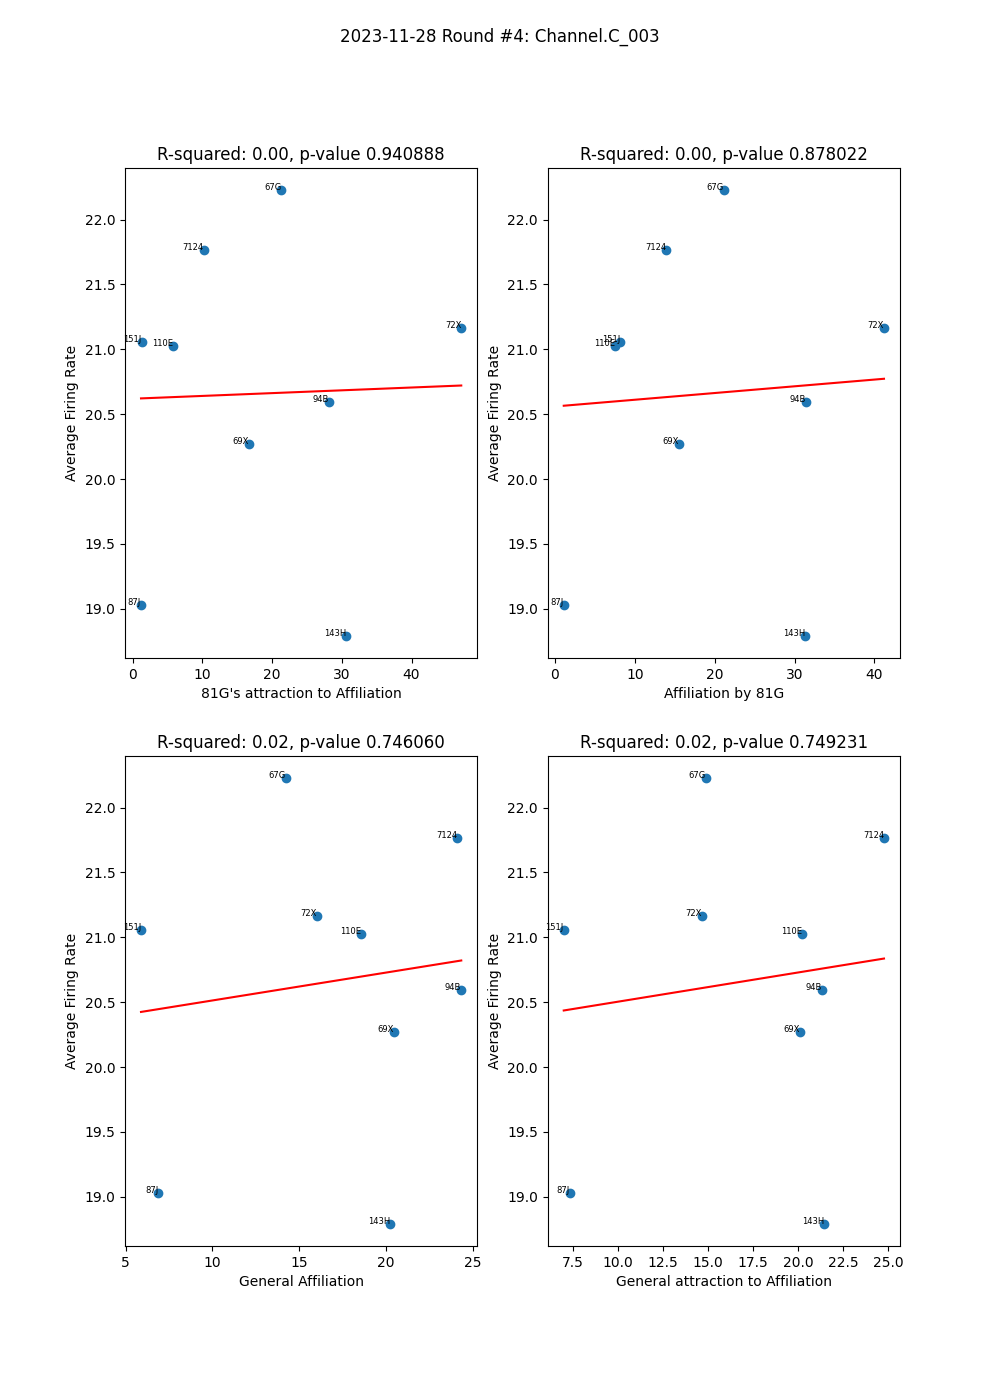 2023-11-28 Round #4: Channel.C_003
R-squared: 0.00, p-value 0.940888
67G
22.0
7124
21.5
72X
151J
110E
21.0
94B
20.5
69X
20.0
19.5
87J
19.0
143H
0 10 20 30 40
Average Firing Rate
81G's attraction to Affiliation
R-squared: 0.00, p-value 0.878022
67G
22.0
7124
21.5
72X
151J
110E
21.0
94B
20.5
69X
20.0
19.5
87J
19.0
143H
0 10 20 30 40
Average Firing Rate
Affiliation by 81G
R-squared: 0.02, p-value 0.746060
67G
22.0
7124
21.5
72X
151J
110E
21.0
94B
20.5
69X
20.0
19.5
87J
19.0
143H
5 10 15 20 25
Average Firing Rate
General Affiliation
R-squared: 0.02, p-value 0.749231
67G
22.0
7124
21.5
72X
151J
110E
21.0
94B
20.5
69X
20.0
19.5
87J
19.0
143H
7.5 10.0 12.5 15.0 17.5 20.0 22.5 25.0
Average Firing Rate
General attraction to Affiliation